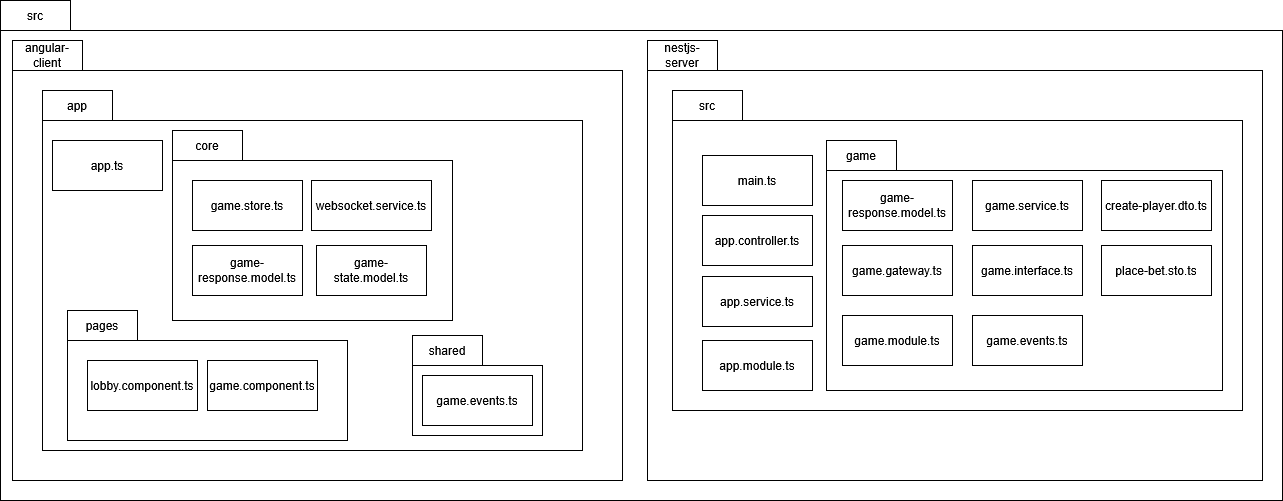 src
angular-
client
app
app.ts
core
game.store.ts
websocket.service.ts
game-
response.model.ts
game-
state.model.ts
pages
lobby.component.ts
game.component.ts
shared
game.events.ts
nestjs-
server
src
main.ts
app.controller.ts
app.service.ts
app.module.ts
game
game-
response.model.ts
game.service.ts
create-player.dto.ts
game.gateway.ts
game.interface.ts
place-bet.sto.ts
game.module.ts
game.events.ts